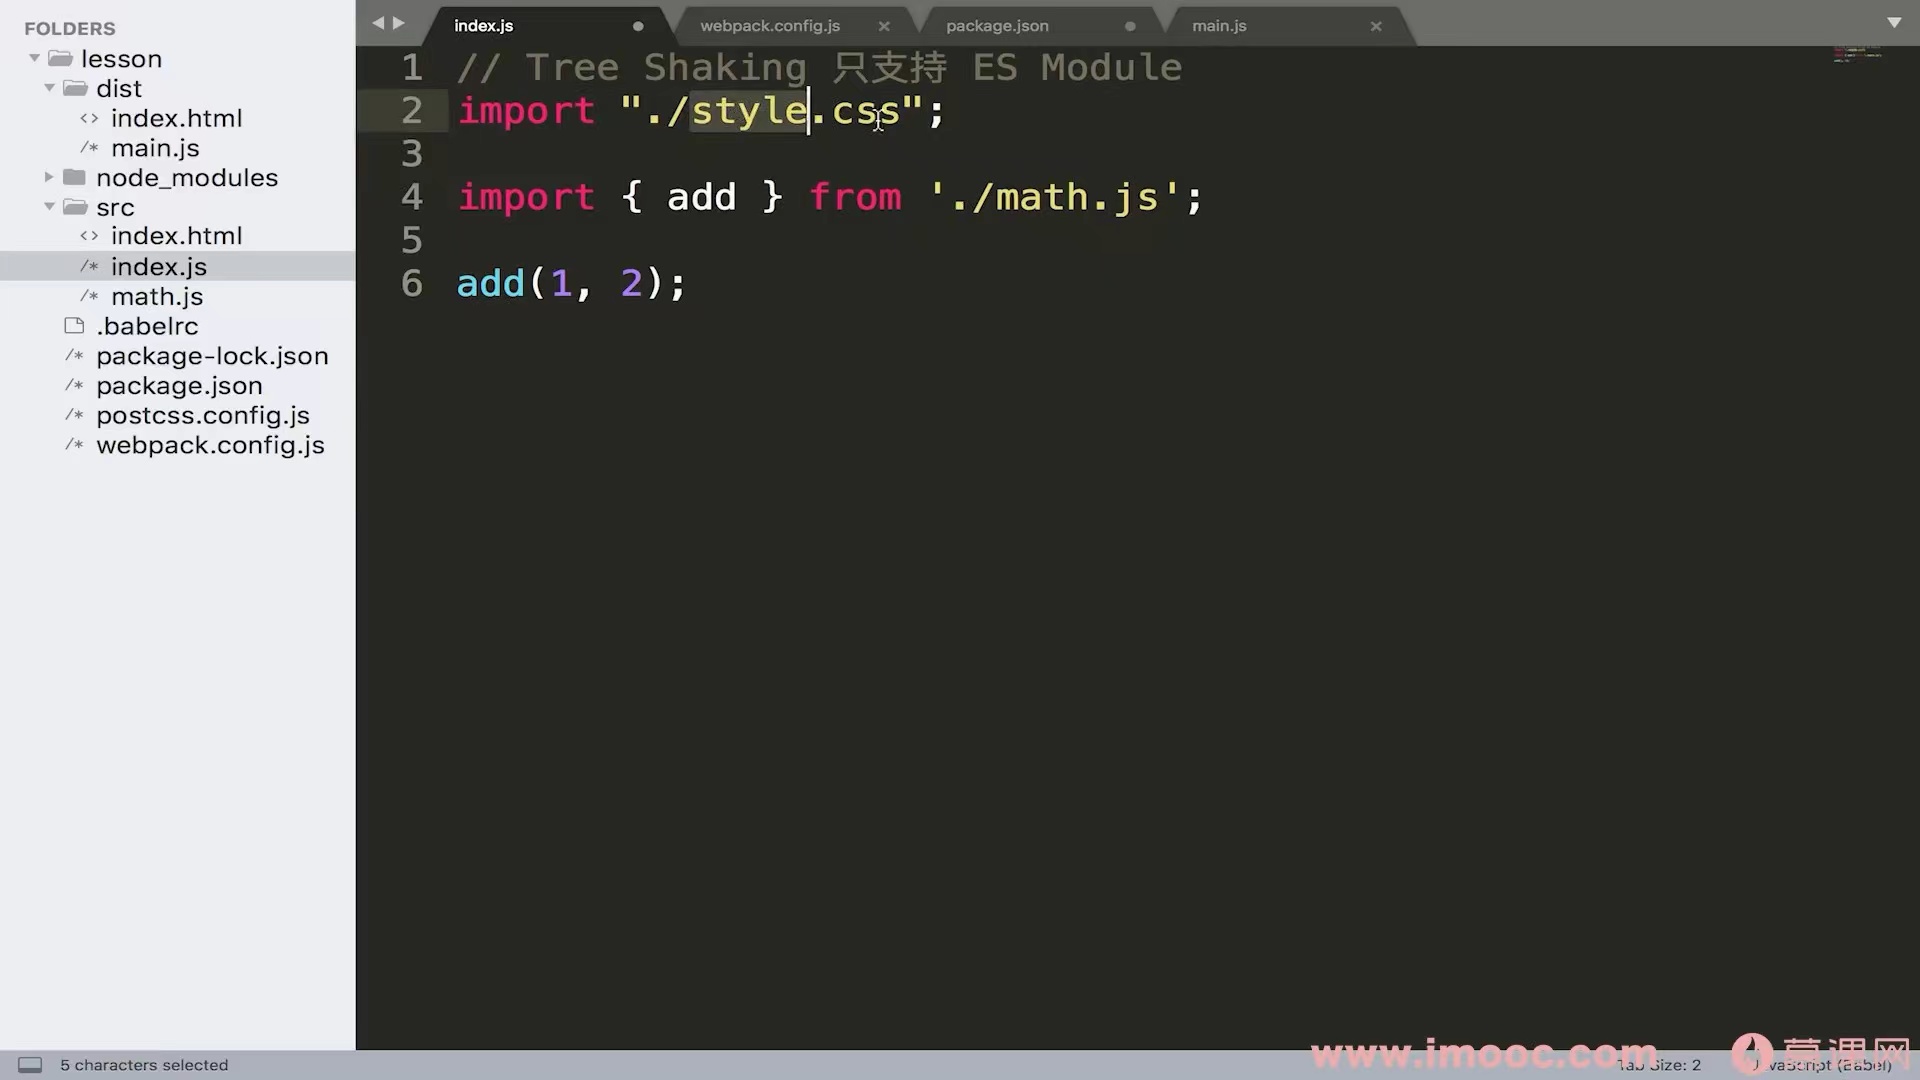 FOLDERS
lesson
dist
<> index.html
/* main.js
node_modules
src
<> index.html
/* index.js
/* math.js
.babelrc
/* package-lock.json
/* package.json
/* postcss.config.js
/* webpack.config.js
index.js
webpack.config.js
package.json
main.js
1 // Tree Shaking 只支持 ES Module
2 import "./style.css";
3
4 import { add } from './math.js';
5
6 add(1, 2);
5 characters selected
www.imooc.com
慕课网
Tab Size: 2
JavaScript (Babel)